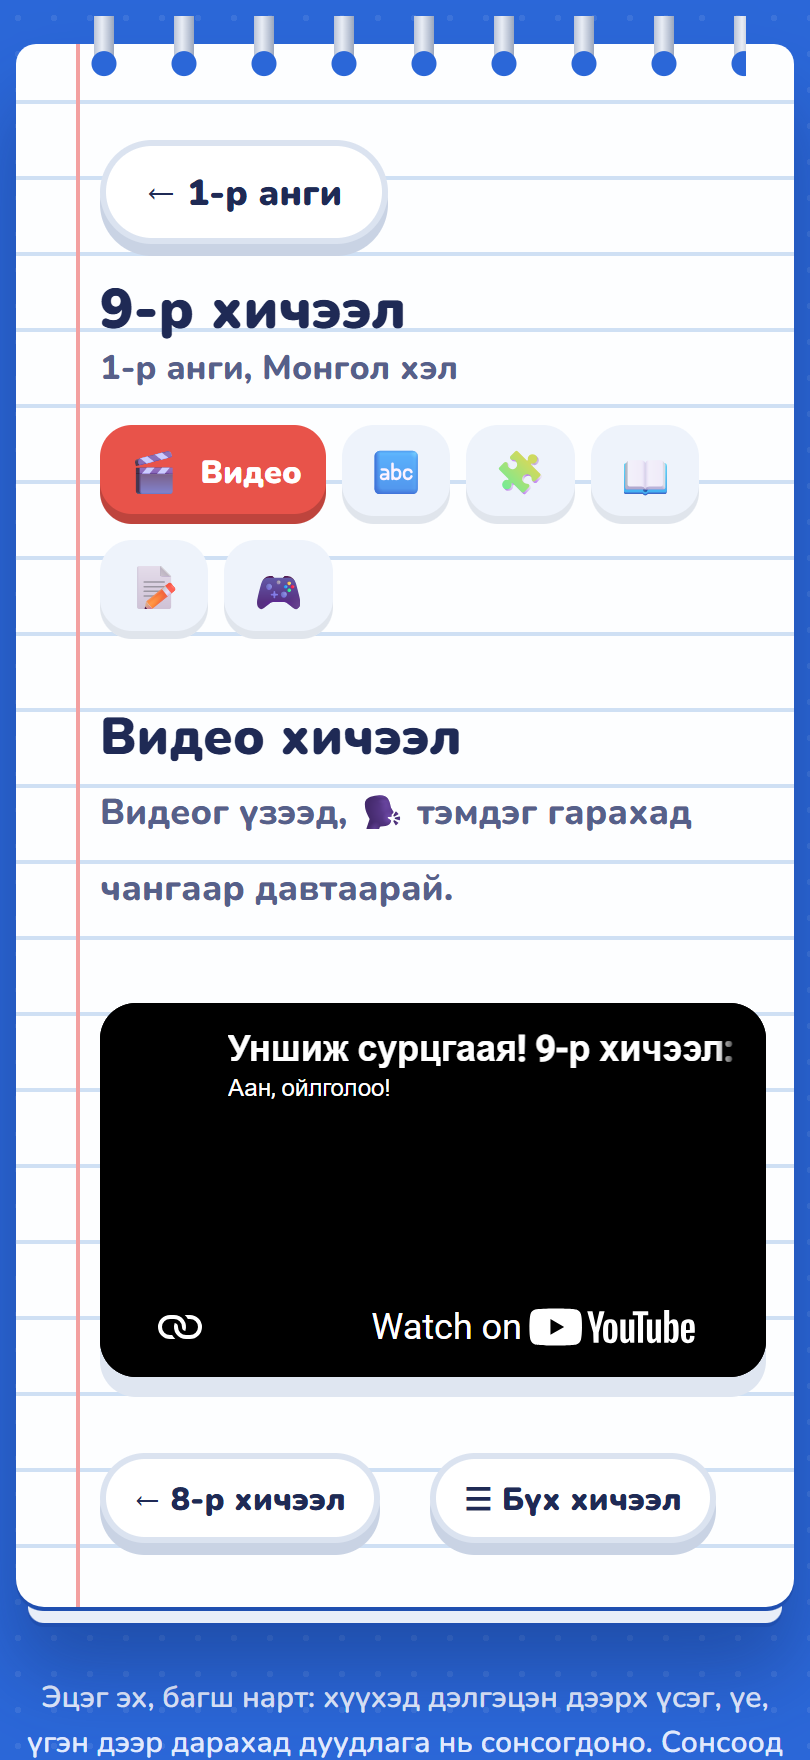 ← 1-р анги
9-р хичээл
1-р анги, Монгол хэл
Видео
abc
Видео хичээл
Видеог үзээд, 🗣 тэмдэг гарахад
чангаар давтаарай.
Уншиж сурцгаая! 9-р хичээл:
Аан, ойлголоо!
Watch on YouTube
← 8-р хичээл
☰ Бүх хичээл
Эцэг эх, багш нарт: хүүхэд дэлгэцэн дээрх үсэг, үе,
үгэн дээр дарахад дуудлага нь сонсогдоно. Сонсоод